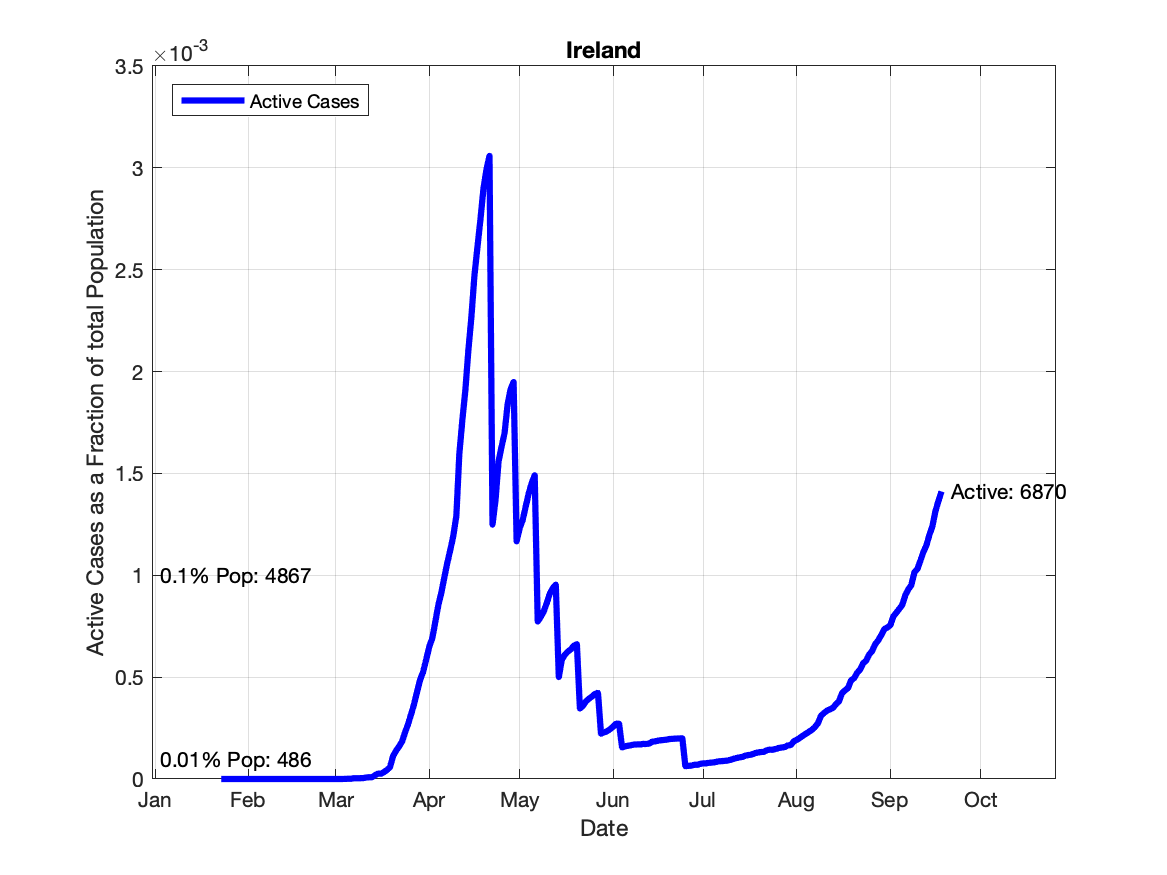 Ireland
×10-3
3.5
3
2.5
2
1.5
1
0.5
0
Active Cases as a Fraction of total Population
Active Cases
0.1% Pop: 4867
0.01% Pop: 486
Active: 6870
Jan Feb Mar Apr May Jun Jul Aug Sep Oct
Date